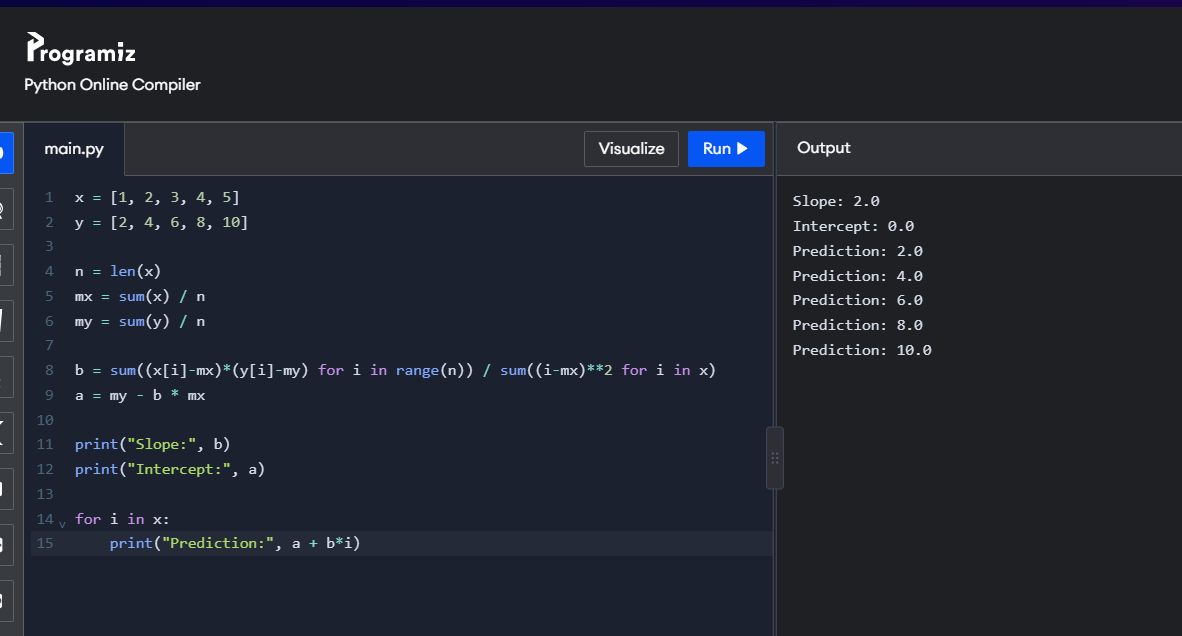 Programiz
Python Online Compiler
main.py
Visualize
Run
1 x = [1, 2, 3, 4, 5]
2 y = [2, 4, 6, 8, 10]
3
4 n = len(x)
5 mx = sum(x) / n
6 my = sum(y) / n
7
8 b = sum((x[i]-mx)*(y[i]-my) for i in range(n)) / sum((i-mx)**2 for i in x)
9 a = my - b * mx
10
11 print("Slope:", b)
12 print("Intercept:", a)
13
14 for i in x:
15     print("Prediction:", a + b*i)
Output
Slope: 2.0
Intercept: 0.0
Prediction: 2.0
Prediction: 4.0
Prediction: 6.0
Prediction: 8.0
Prediction: 10.0